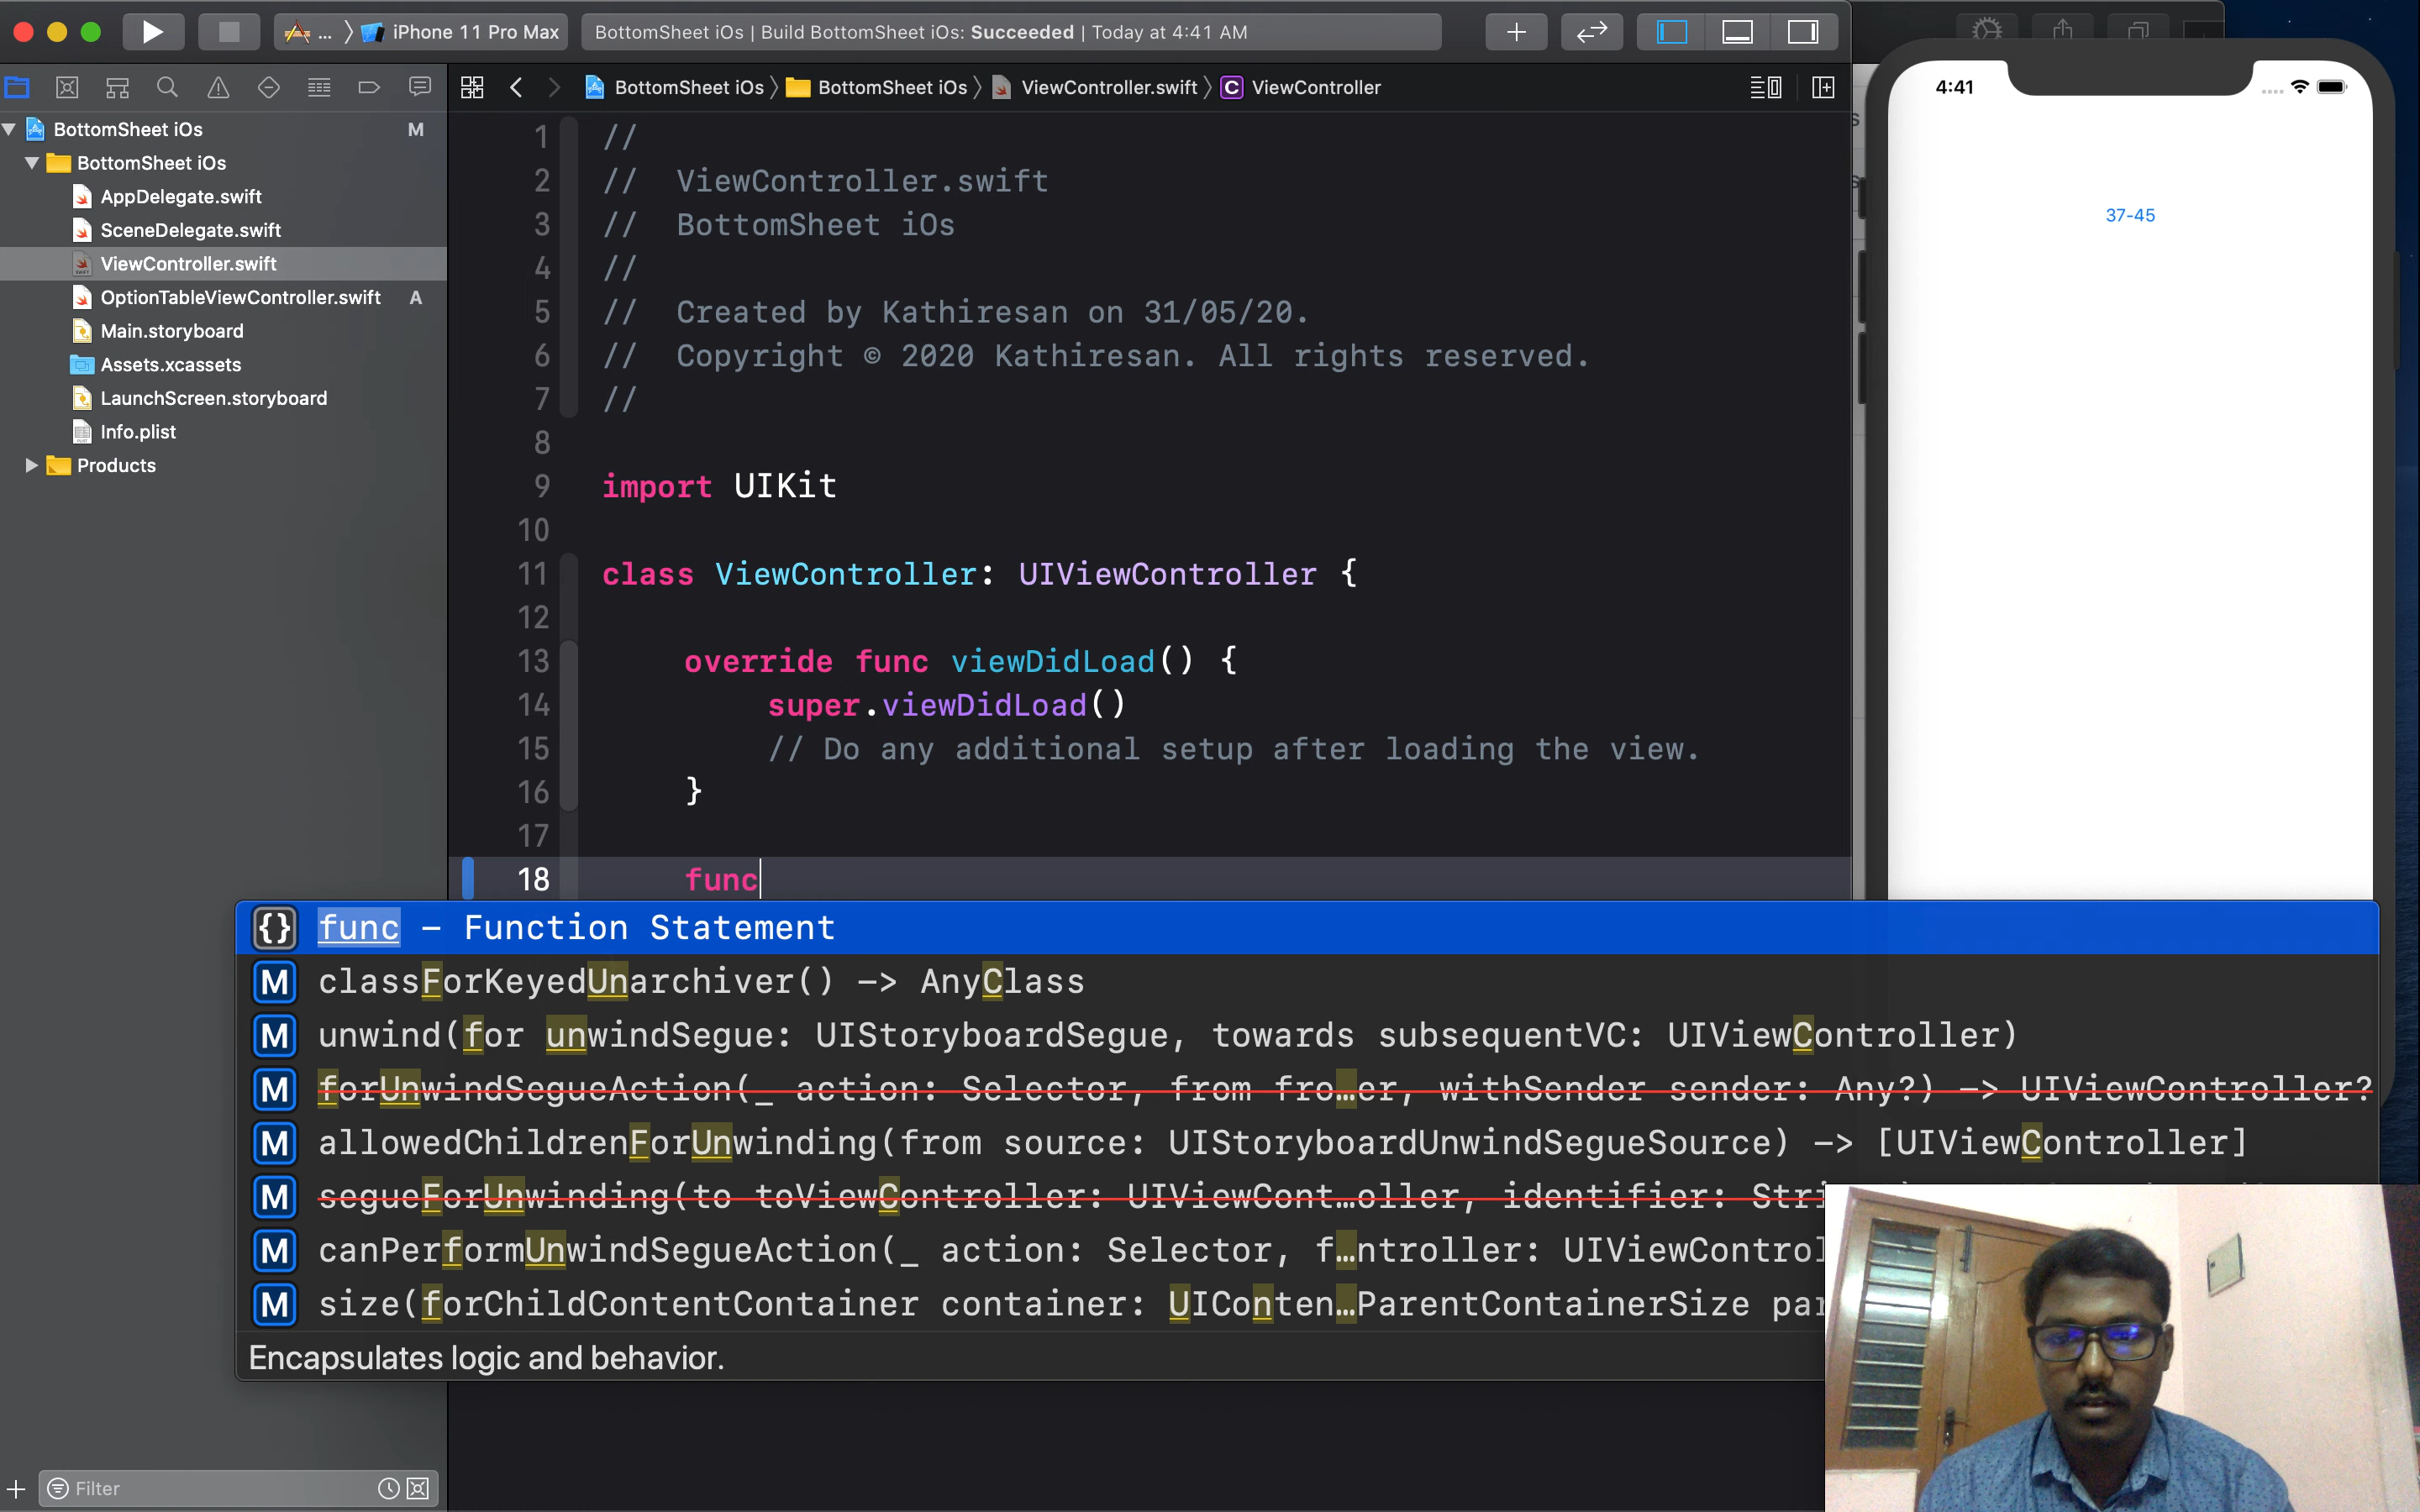 ... iPhone 11 Pro Max
BottomSheet iOs | Build BottomSheet iOs: Succeeded | Today at 4:41 AM
BottomSheet iOs
BottomSheet iOs
ViewController.swift
C ViewController
BottomSheet iOs M
BottomSheet iOs
AppDelegate.swift
SceneDelegate.swift
ViewController.swift
OptionTableViewController.swift A
Main.storyboard
Assets.xcassets
LaunchScreen.storyboard
Info.plist
Products
1 //
2 // ViewController.swift
3 // BottomSheet iOs
4 //
5 // Created by Kathiresan on 31/05/20.
6 // Copyright © 2020 Kathiresan. All rights reserved.
7 //
8
9 import UIKit
10
11 class ViewController: UIViewController {
12
13 override func viewDidLoad() {
14 super.viewDidLoad()
15 // Do any additional setup after loading the view.
16 }
17
18 func
{} func – Function Statement
M classForKeyedUnarchiver() -> AnyClass
M unwind(for unwindSegue: UIStoryboardSegue, towards subsequentVC: UIViewController)
M forUnwindSegueAction(_ action: Selector, from fro…er, withSender sender: Any?) -> UIViewController?
M allowedChildrenForUnwinding(from source: UIStoryboardUnwindSegueSource) -> [UIViewController]
M segueForUnwinding(to toViewController: UIViewCont…oller, identifier: Stri
M canPerformUnwindSegueAction(_ action: Selector, f…ntroller: UIViewControl
M size(forChildContentContainer container: UIConten…ParentContainerSize par
Encapsulates logic and behavior.
Filter
4:41
37-45